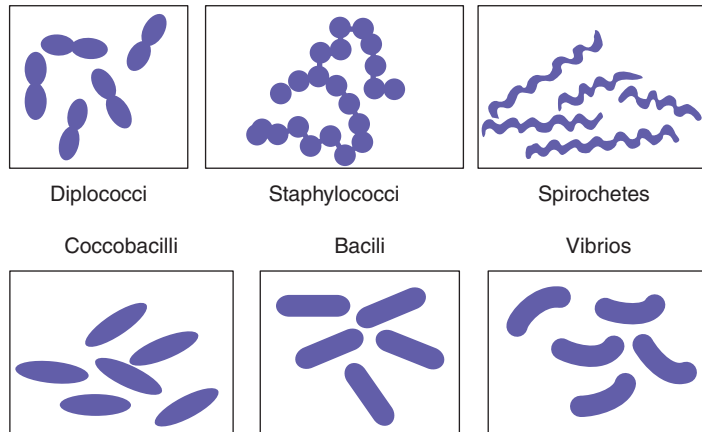 Diplococci
Staphylococci
Spirochetes
Coccobacilli
Bacili
Vibrios